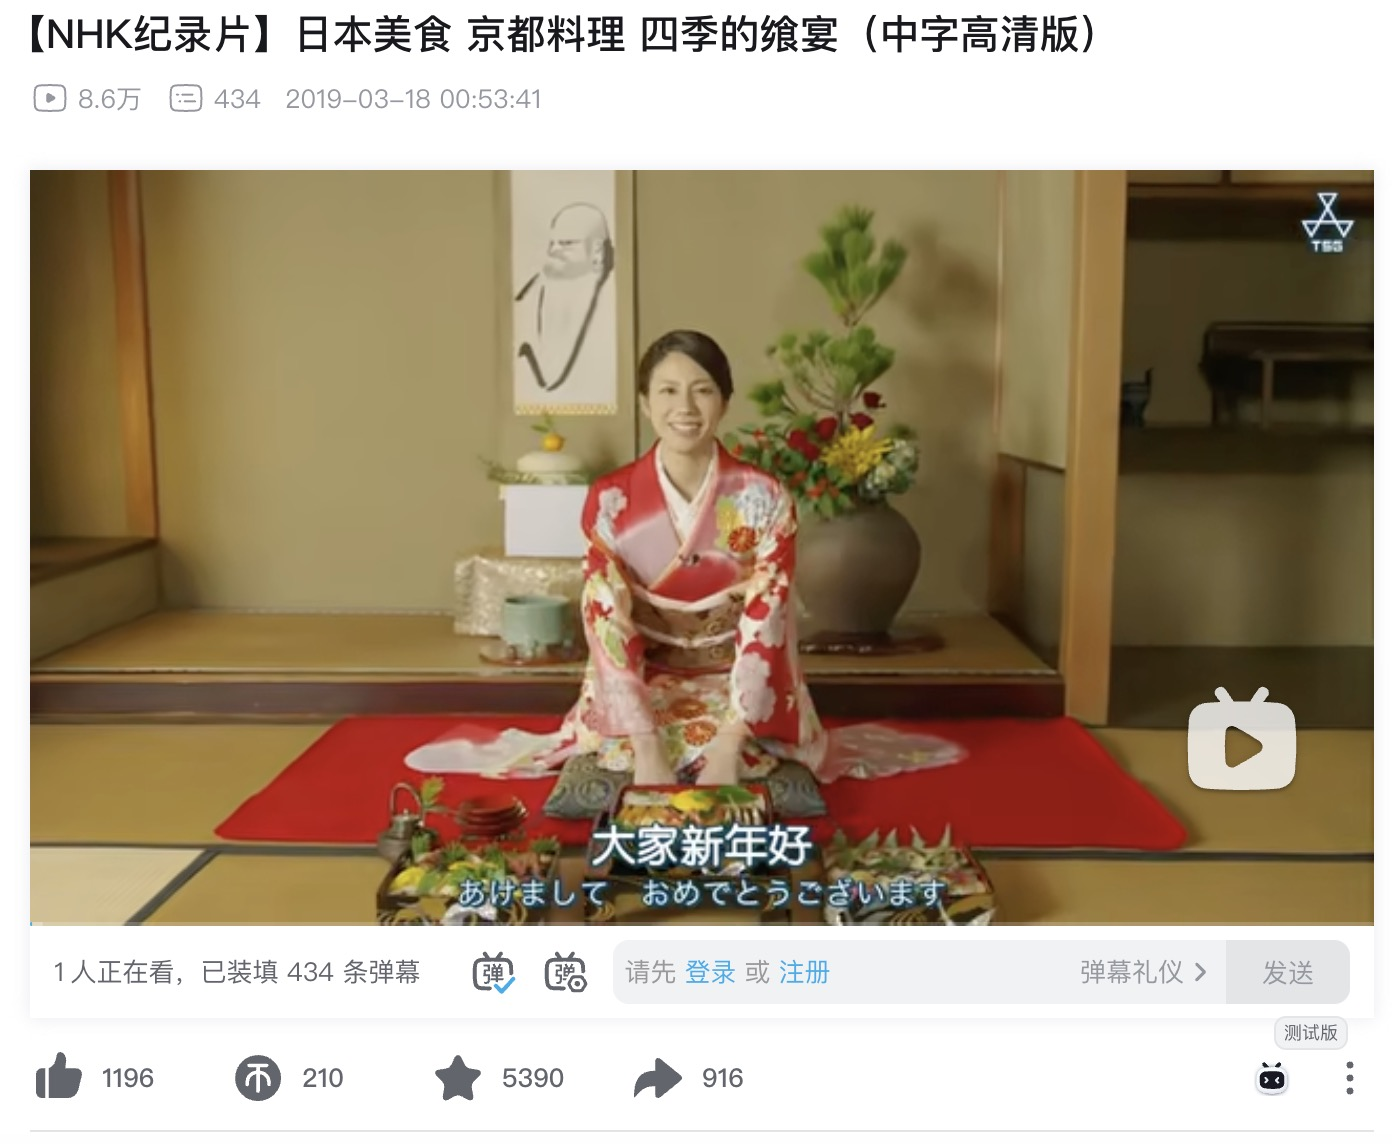 【NHK纪录片】日本美食 京都料理 四季的飨宴（中字高清版）
8.6万 434 2019-03-18 00:53:41
TSG
大家新年好
あけまして　おめでとうございます
1人正在看，已装填 434 条弹幕 弹 弹 请先 登录 或 注册 弹幕礼仪 > 发送
测试版
1196 210 5390 916